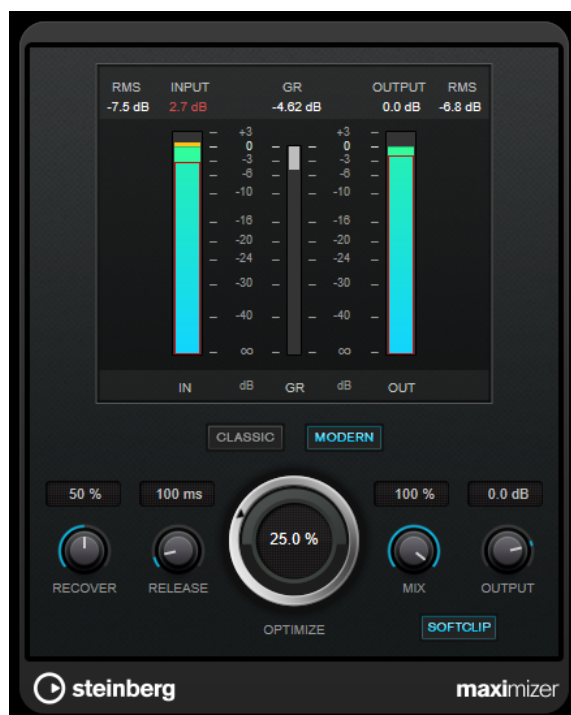 RMS INPUT GR OUTPUT RMS
-7.5 dB 2.7 dB -4.62 dB 0.0 dB -6.8 dB
+3 +3
0 0
-3 -3
-6 -6
-10 -10
-16 -16
-20 -20
-24 -24
-30 -30
-40 -40
∞ ∞
IN dB GR dB OUT
CLASSIC MODERN
50 % 100 ms 100 % 0.0 dB
25.0 %
RECOVER RELEASE MIX OUTPUT
OPTIMIZE SOFTCLIP
steinberg maximizer